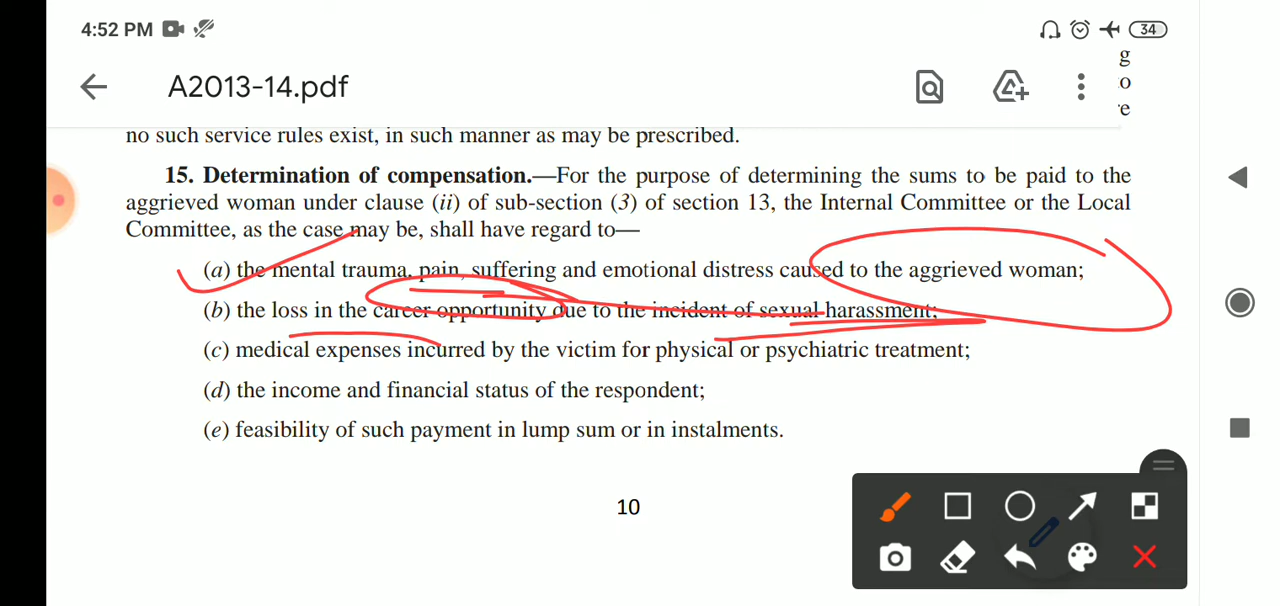 4:52 PM
34
A2013-14.pdf
g
no such service rules exist, in such manner as may be prescribed.
15. Determination of compensation.—For the purpose of determining the sums to be paid to the
aggrieved woman under clause (ii) of sub-section (3) of section 13, the Internal Committee or the Local
Committee, as the case may be, shall have regard to—
(a) the mental trauma, pain, suffering and emotional distress caused to the aggrieved woman;
(b) the loss in the career opportunity due to the incident of sexual harassment;
(c) medical expenses incurred by the victim for physical or psychiatric treatment;
(d) the income and financial status of the respondent;
(e) feasibility of such payment in lump sum or in instalments.
10